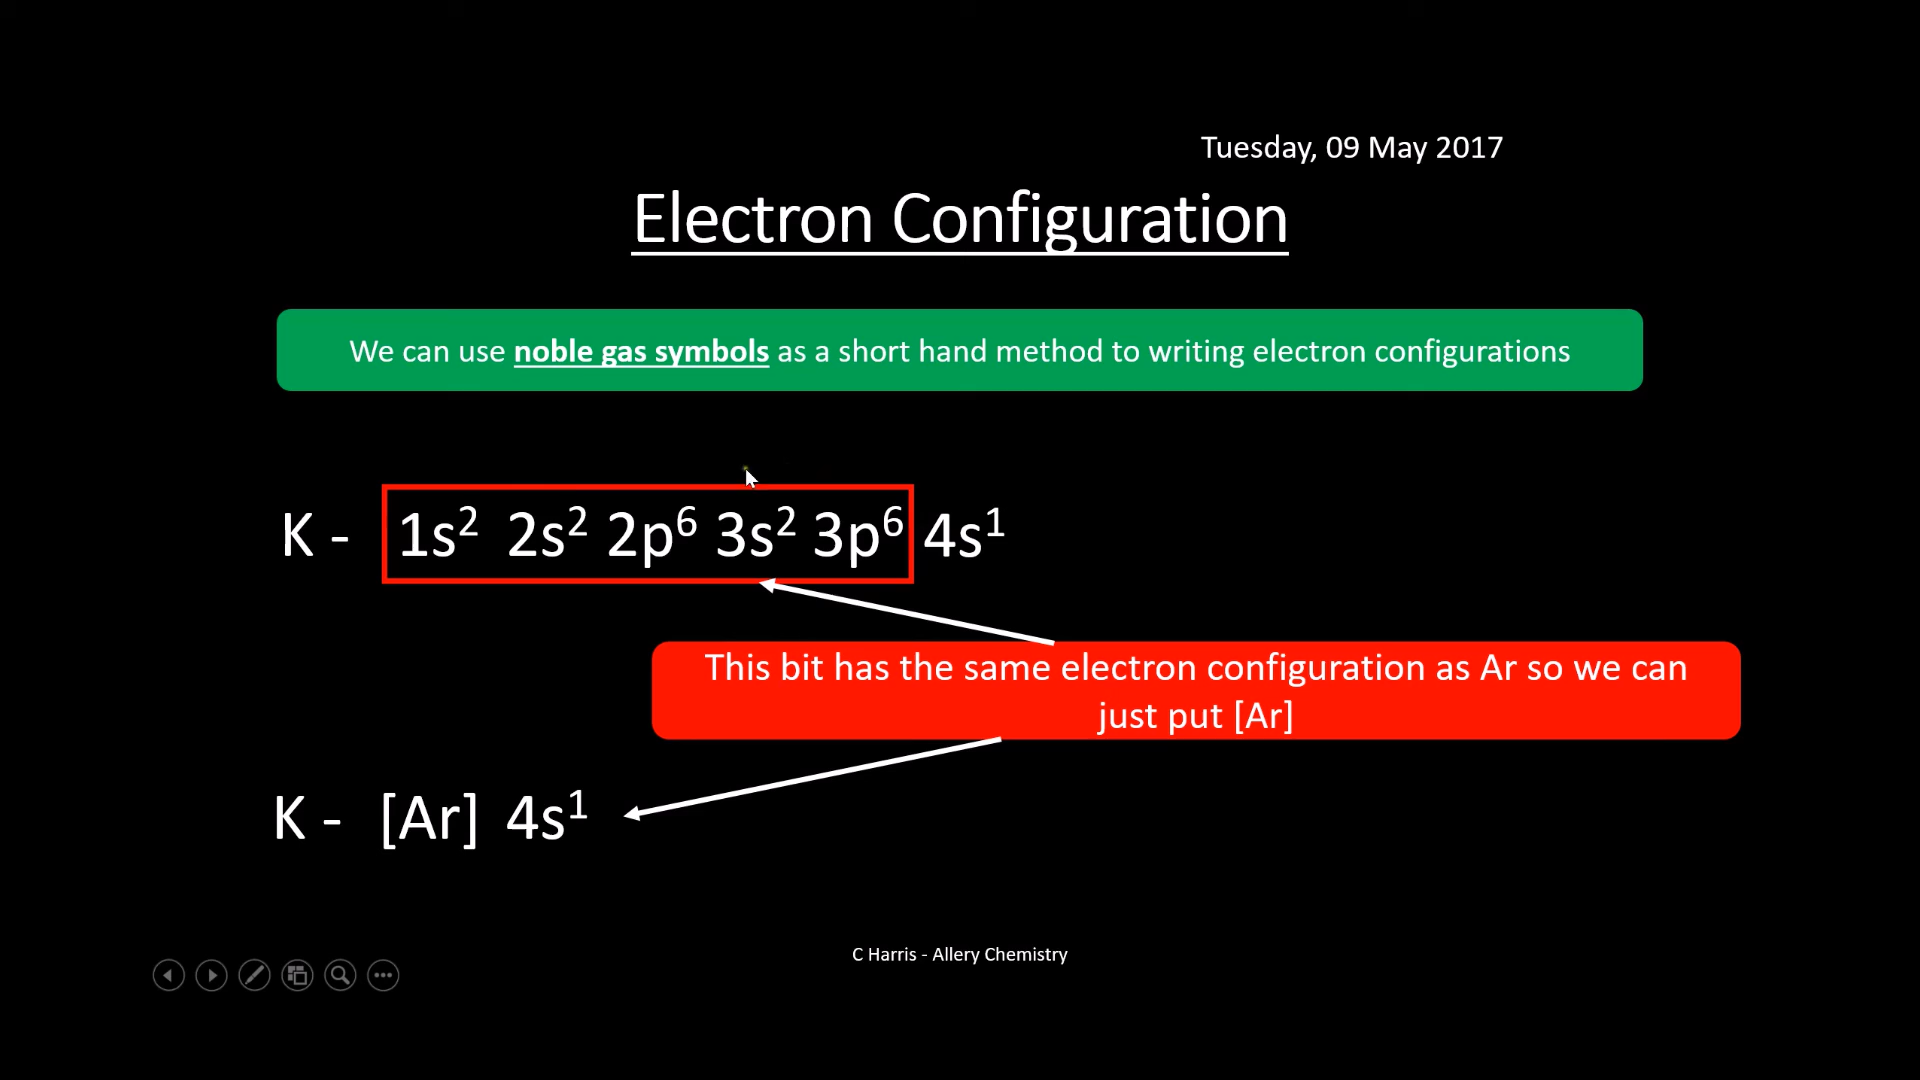 Tuesday, 09 May 2017
Electron Configuration
We can use noble gas symbols as a short hand method to writing electron configurations
K - 1s² 2s² 2p⁶ 3s² 3p⁶ 4s¹
This bit has the same electron configuration as Ar so we can
just put [Ar]
K - [Ar] 4s¹
C Harris - Allery Chemistry